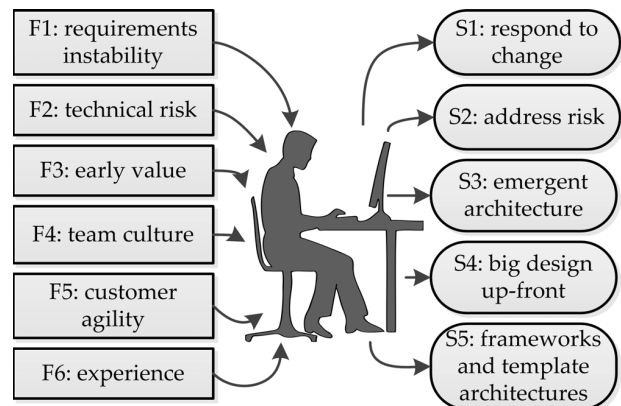 F1: requirements
instability
F2: technical risk
F3: early value
F4: team culture
F5: customer
agility
F6: experience
S1: respond to
change
S2: address risk
S3: emergent
architecture
S4: big design
up-front
S5: frameworks
and template
architectures